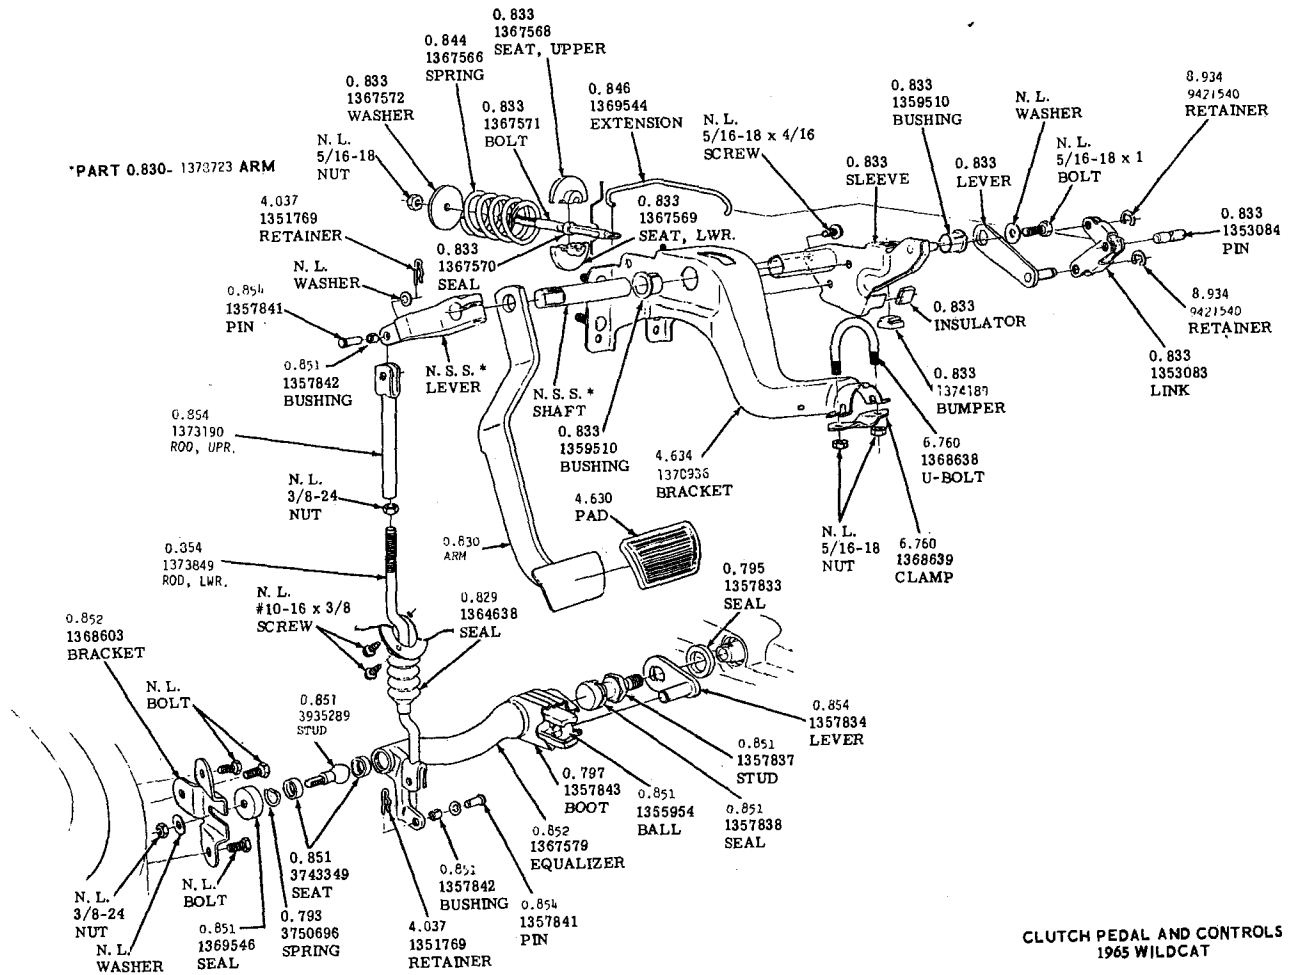 0.833
1367568
SEAT, UPPER
0.844
1367566
SPRING
0.833
1367572
WASHER
0.833
1367571
BOLT
0.846
1369544
EXTENSION
N. L.
5/16-18 x 4/16
SCREW
0.833
1359510
BUSHING
N. L.
WASHER
8.934
9421540
RETAINER
N. L.
5/16-18
NUT
*PART 0.830- 1378723 ARM
4.037
1351769
RETAINER
0.833
SLEEVE
0.833
LEVER
N. L.
5/16-18 x 1
BOLT
0.833
1367569
SEAT, LWR.
0.833
1353084
PIN
0.833
1367570
SEAL
N. L.
WASHER
0.854
1357841
PIN
8.934
9421540
RETAINER
0.833
INSULATOR
0.851
1357842
BUSHING
N. S. S. *
LEVER
N. S. S. *
SHAFT
0.833
1374187
BUMPER
0.833
1353083
LINK
0.854
1373190
ROD, UPR.
0.833
1359510
BUSHING
4.634
1370936
BRACKET
6.760
1368638
U-BOLT
N. L.
3/8-24
NUT
4.630
PAD
N. L.
5/16-18
NUT
6.760
1368639
CLAMP
0.830
ARM
0.354
1373849
ROD, LWR.
0.795
1357833
SEAL
N. L.
#10-16 x 3/8
SCREW
0.829
1364638
SEAL
0.852
1368603
BRACKET
N. L.
BOLT
0.851
3935289
STUD
0.854
1357834
LEVER
0.851
1357837
STUD
0.797
1357843
BOOT
0.851
1355954
BALL
0.851
1357838
SEAL
0.852
1367579
EQUALIZER
0.851
3743349
SEAT
0.851
1357842
BUSHING
N. L.
BOLT
N. L.
3/8-24
NUT
0.854
1357841
PIN
0.793
3750696
SPRING
4.037
1351769
RETAINER
0.851
1369546
SEAL
N. L.
WASHER
CLUTCH PEDAL AND CONTROLS
1965 WILDCAT